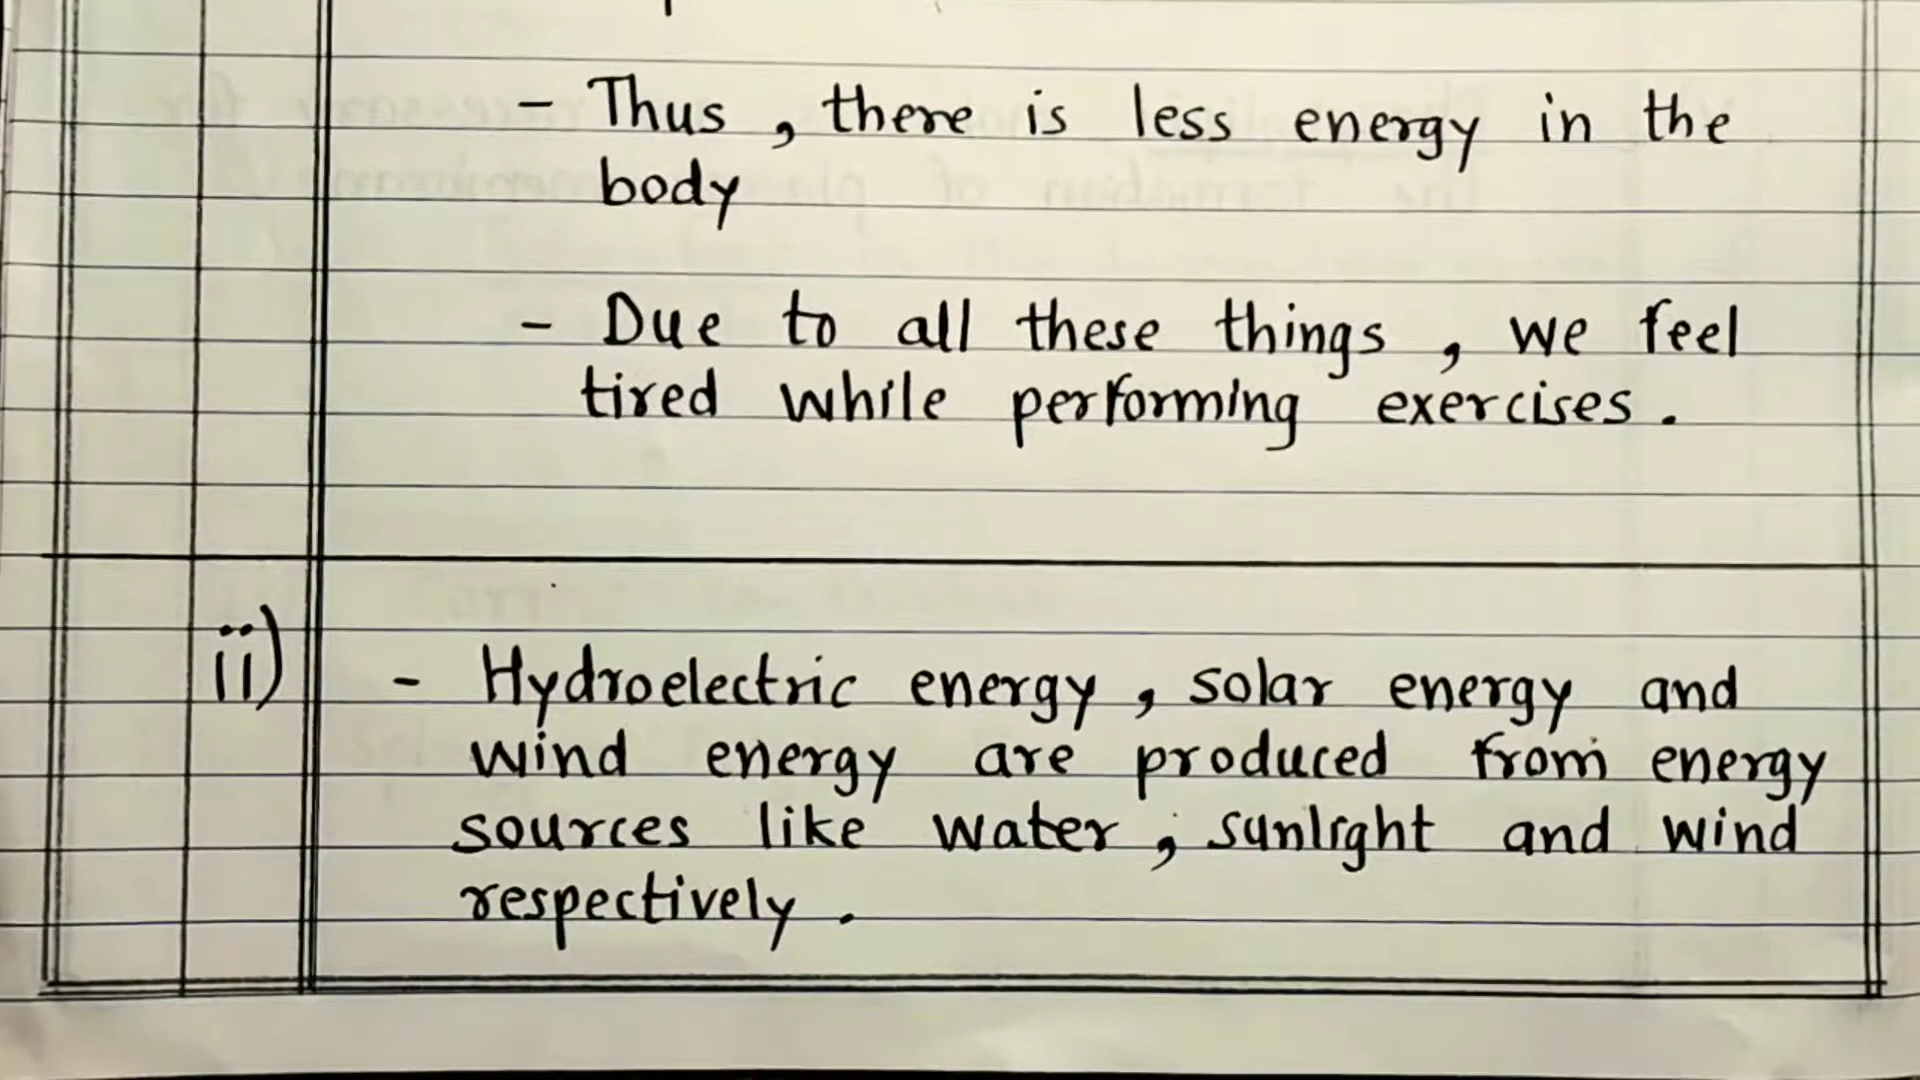 - Thus, there is less energy in the
body
- Due to all these things, we feel
tired while performing exercises.
ii) - Hydroelectric energy, solar energy and
wind energy are produced from energy
sources like water, sunlight and wind
respectively.